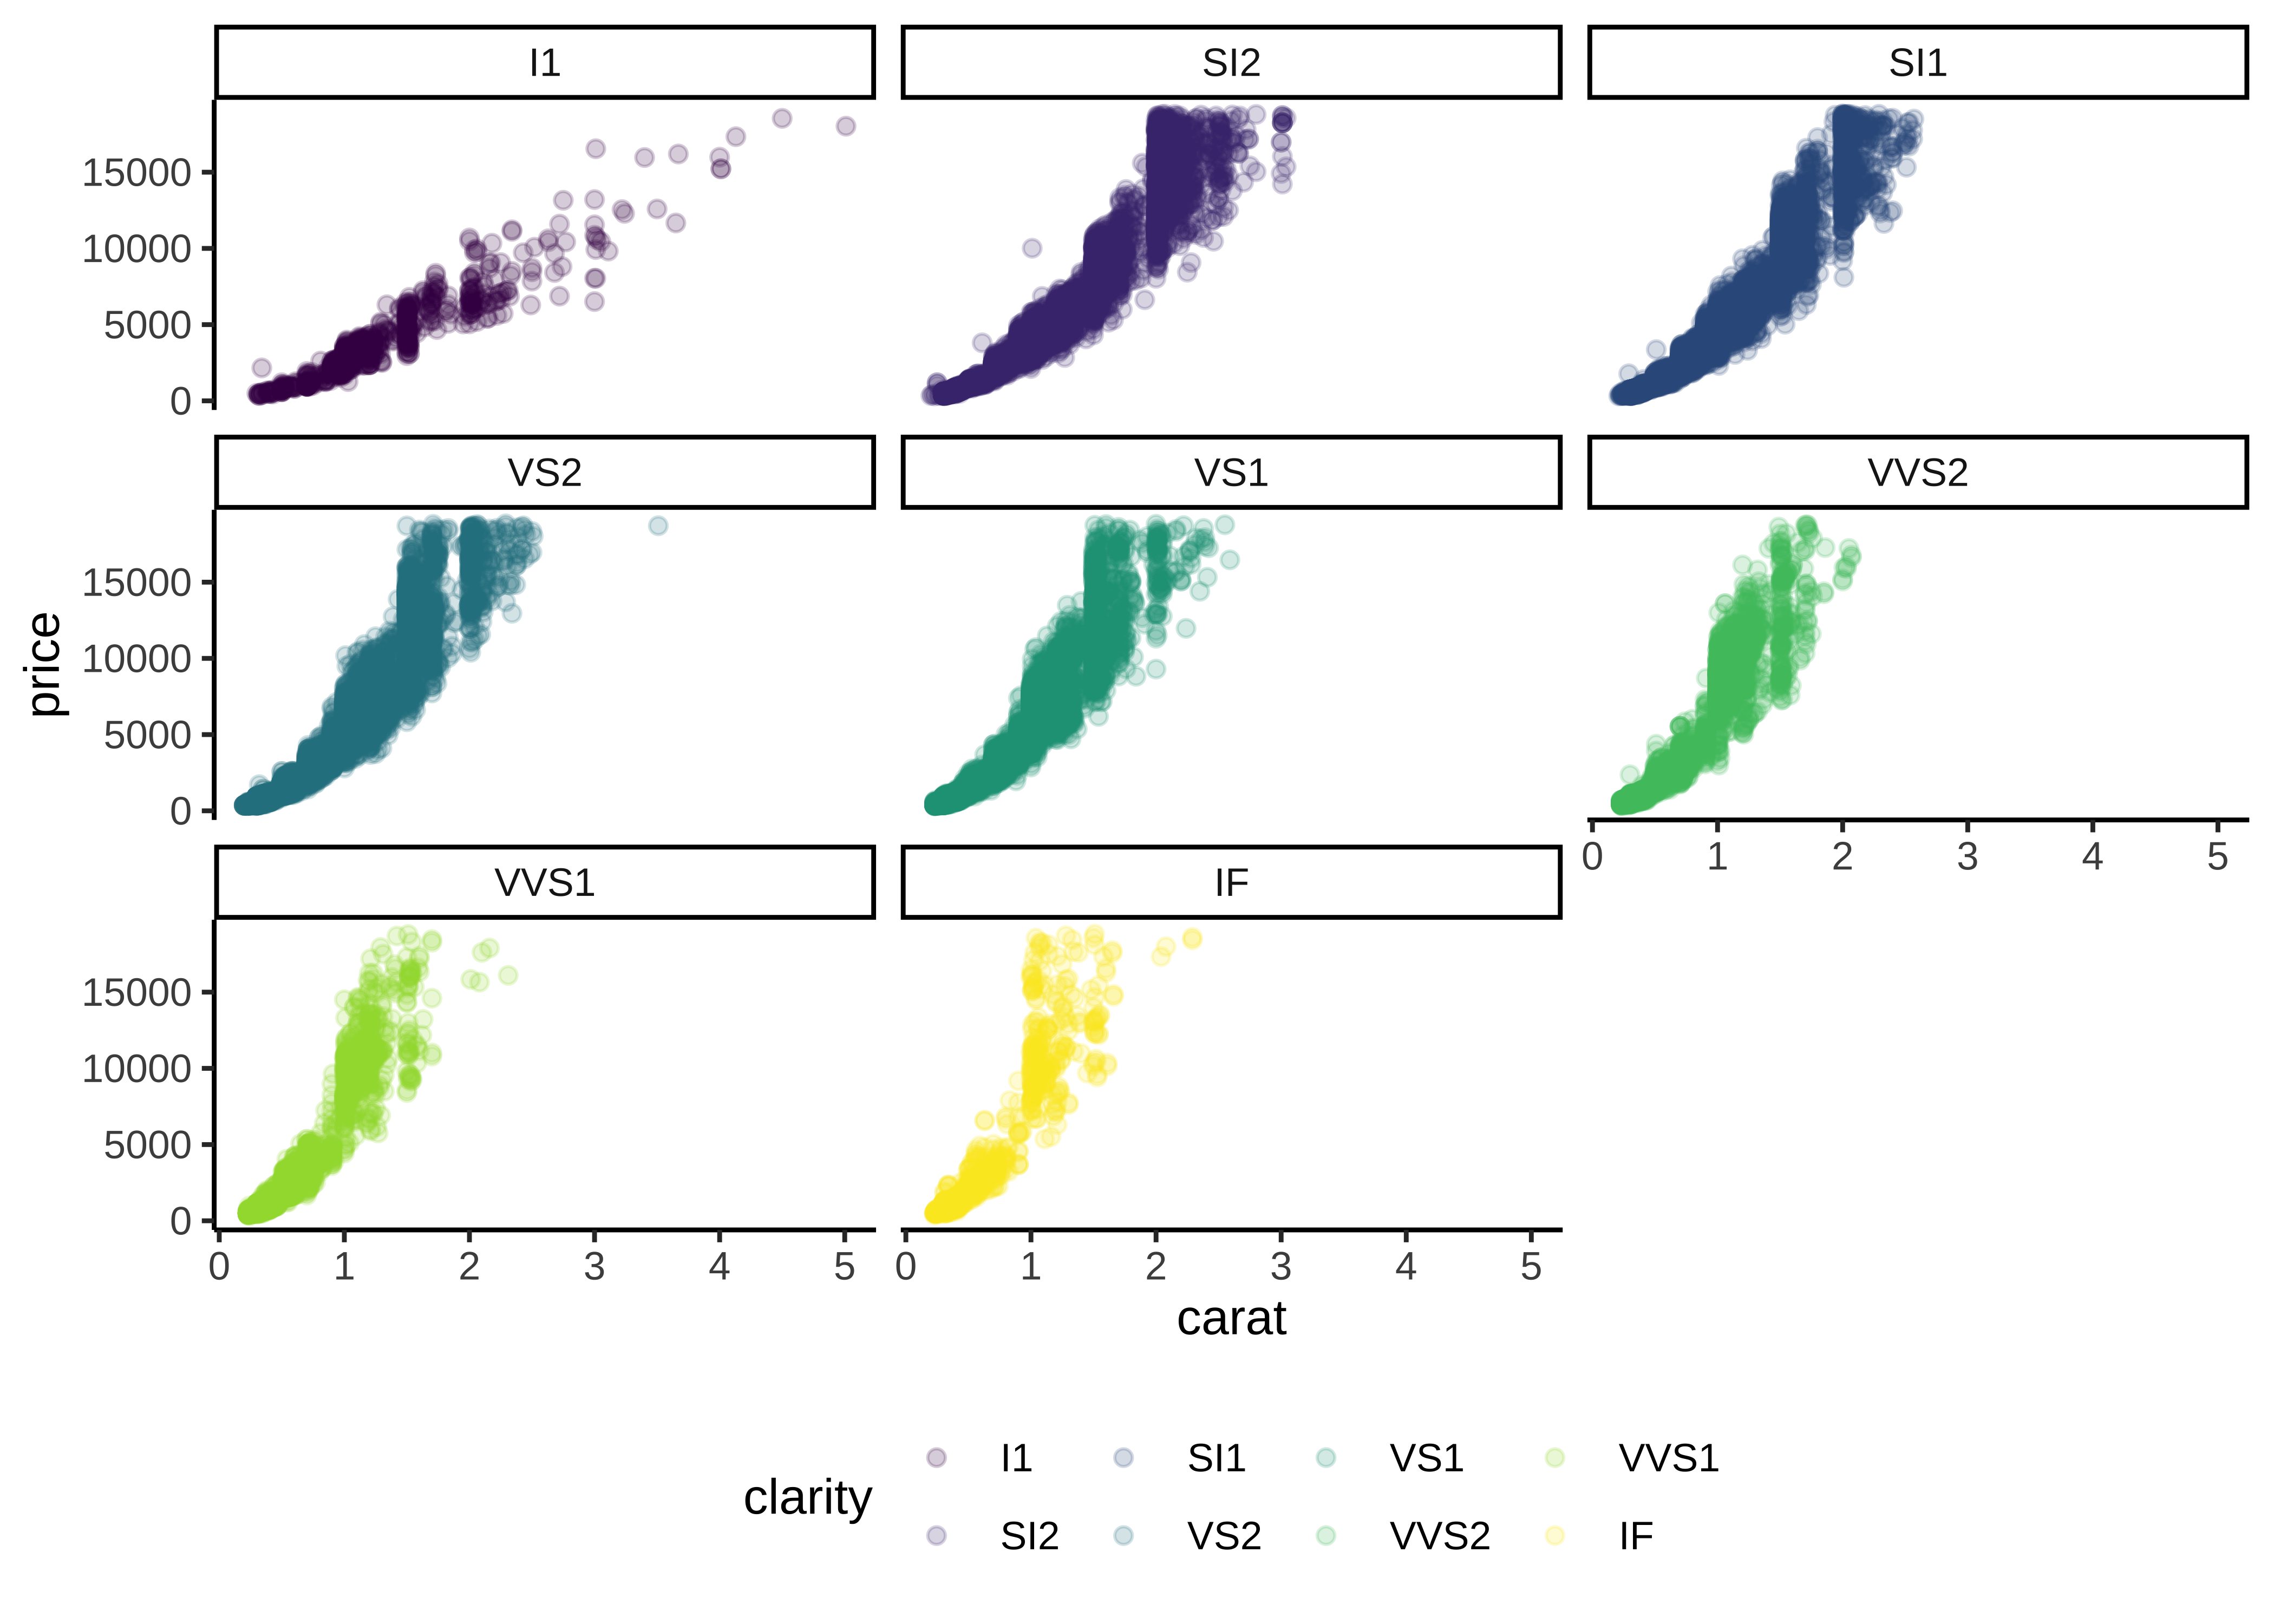 I1 SI2 SI1
15000
10000
5000
0
VS2 VS1 VVS2
price
15000
10000
5000
0
0 1 2 3 4 5
VVS1 IF
15000
10000
5000
0
0 1 2 3 4 5 0 1 2 3 4 5
carat
clarity
I1 SI1 VS1 VVS1
SI2 VS2 VVS2 IF